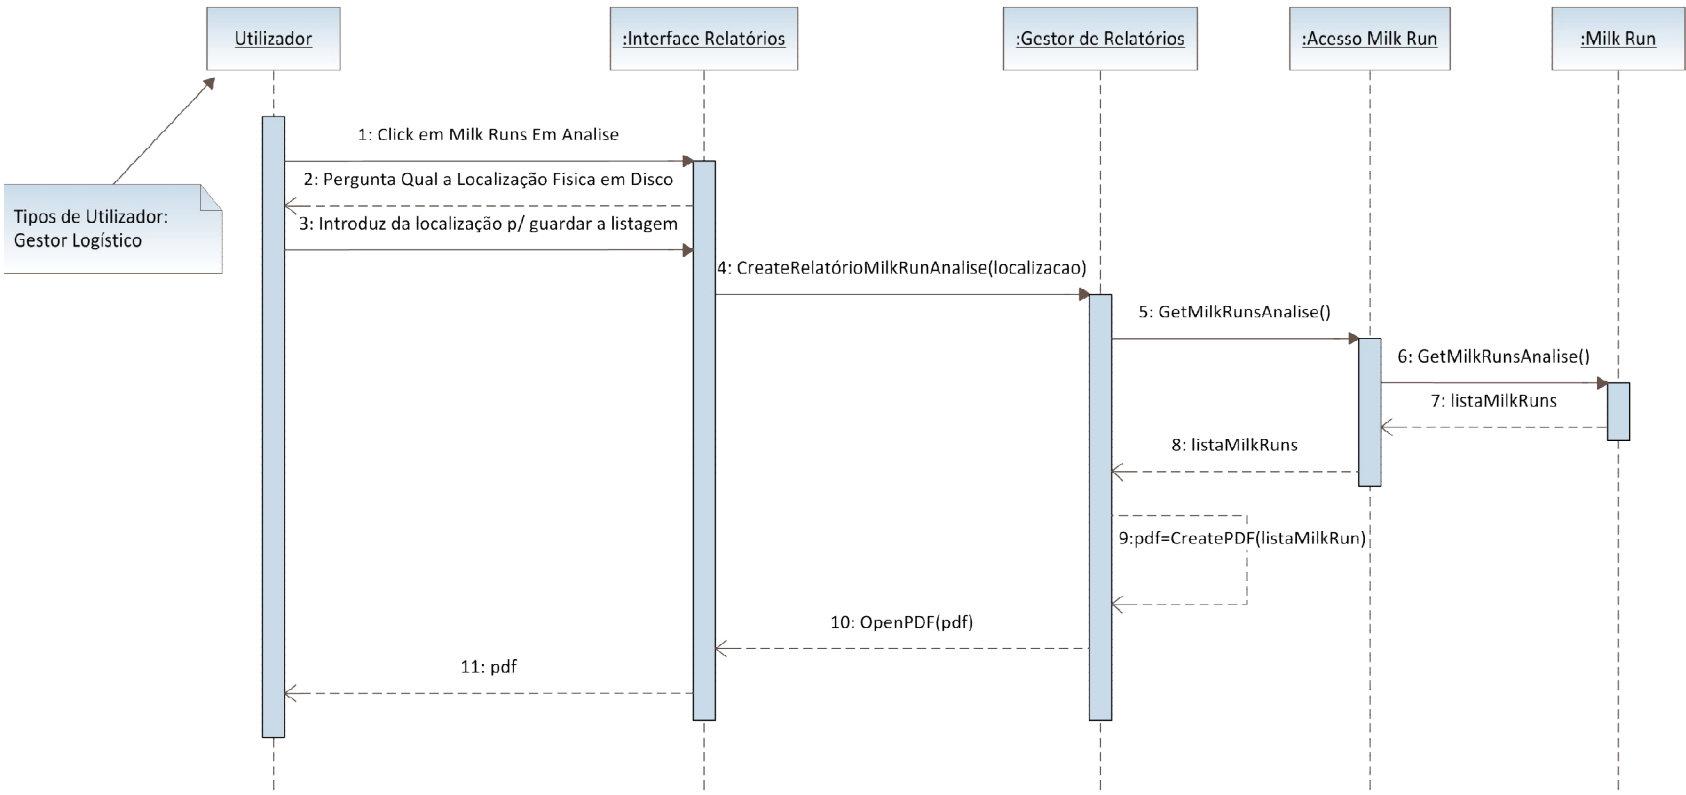 Utilizador
:Interface Relatórios
:Gestor de Relatórios
:Acesso Milk Run
:Milk Run
Tipos de Utilizador:
Gestor Logístico
1: Click em Milk Runs Em Analise
2: Pergunta Qual a Localização Fisica em Disco
3: Introduz da localização p/ guardar a listagem
4: CreateRelatórioMilkRunAnalise(localizacao)
5: GetMilkRunsAnalise()
6: GetMilkRunsAnalise()
7: listaMilkRuns
8: listaMilkRuns
9:pdf=CreatePDF(listaMilkRun)
10: OpenPDF(pdf)
11: pdf